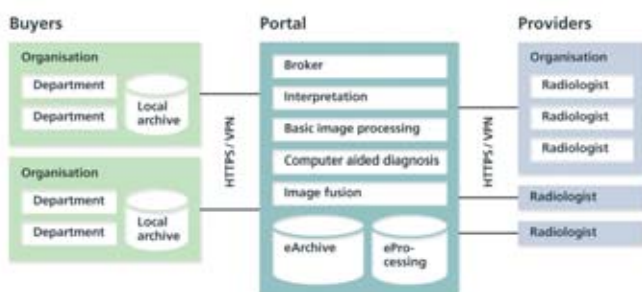 Buyers
Organisation
Department
Department
Local
archive
Organisation
Department
Department
Local
archive
HTTPS / VPN
Portal
Broker
Interpretation
Basic image processing
Computer aided diagnosis
Image fusion
eArchive
ePro-
cessing
HTTPS / VPN
Providers
Organisation
Radiologist
Radiologist
Radiologist
Radiologist
Radiologist